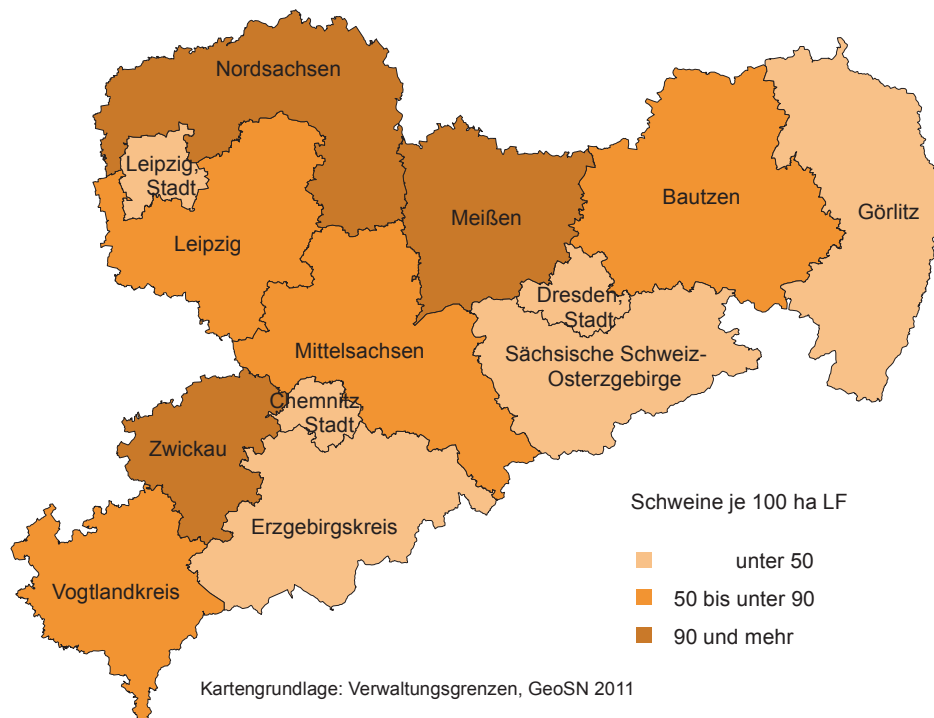 Nordsachsen
Leipzig,
Stadt
Leipzig
Meißen
Bautzen
Görlitz
Dresden,
Stadt
Mittelsachsen
Sächsische Schweiz-
Osterzgebirge
Chemnitz,
Stadt
Zwickau
Erzgebirgskreis
Vogtlandkreis
Schweine je 100 ha LF
unter 50
50 bis unter 90
90 und mehr
Kartengrundlage: Verwaltungsgrenzen, GeoSN 2011